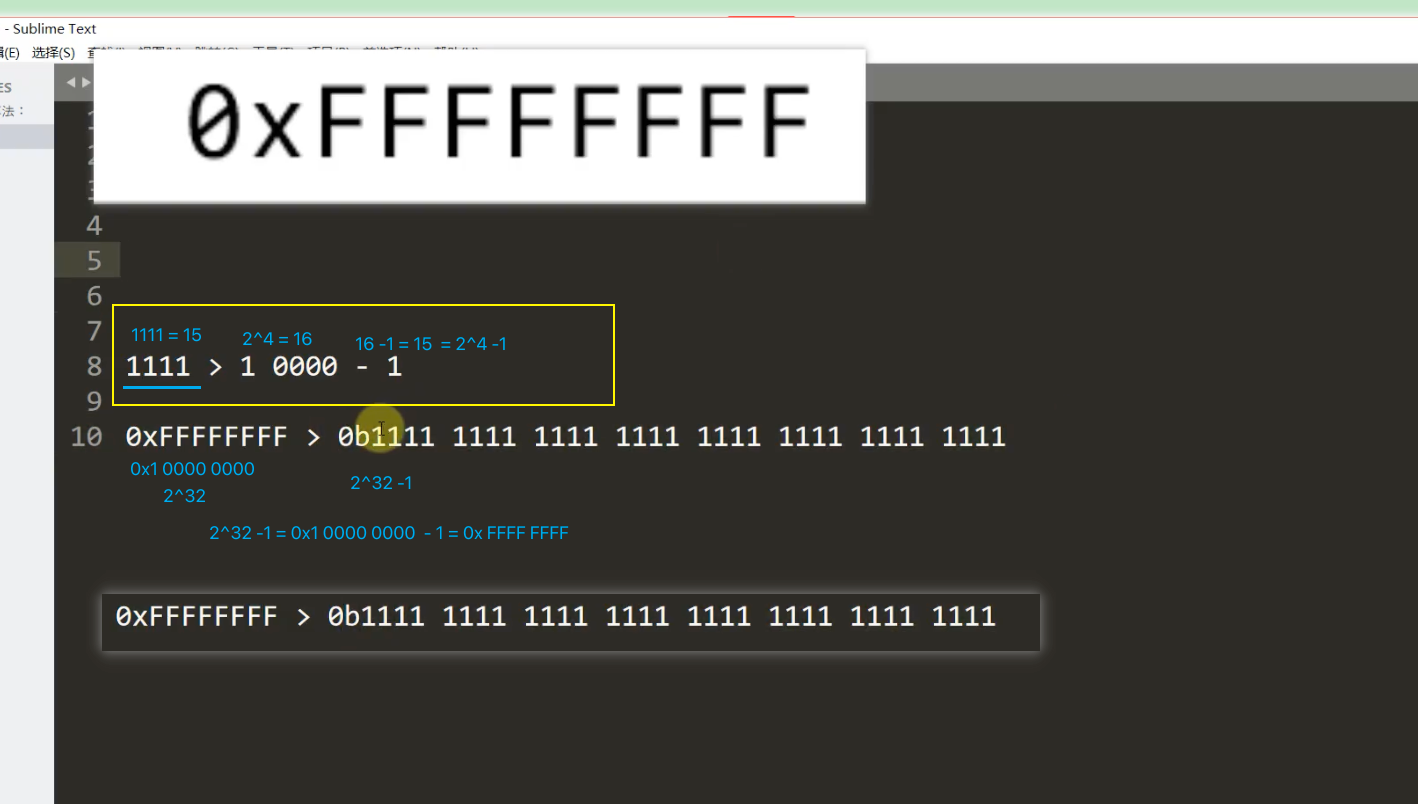 - Sublime Text
(E) 选择(S)
ES
法：
0xFFFFFFFF
4
5
6
7
1111 = 15 2^4 = 16 16 -1 = 15 = 2^4 -1
8 1111 > 1 0000 - 1
9
10 0xFFFFFFFF > 0b1111 1111 1111 1111 1111 1111 1111 1111
0x1 0000 0000
2^32
2^32 -1
2^32 -1 = 0x1 0000 0000 - 1 = 0x FFFF FFFF
0xFFFFFFFF > 0b1111 1111 1111 1111 1111 1111 1111 1111